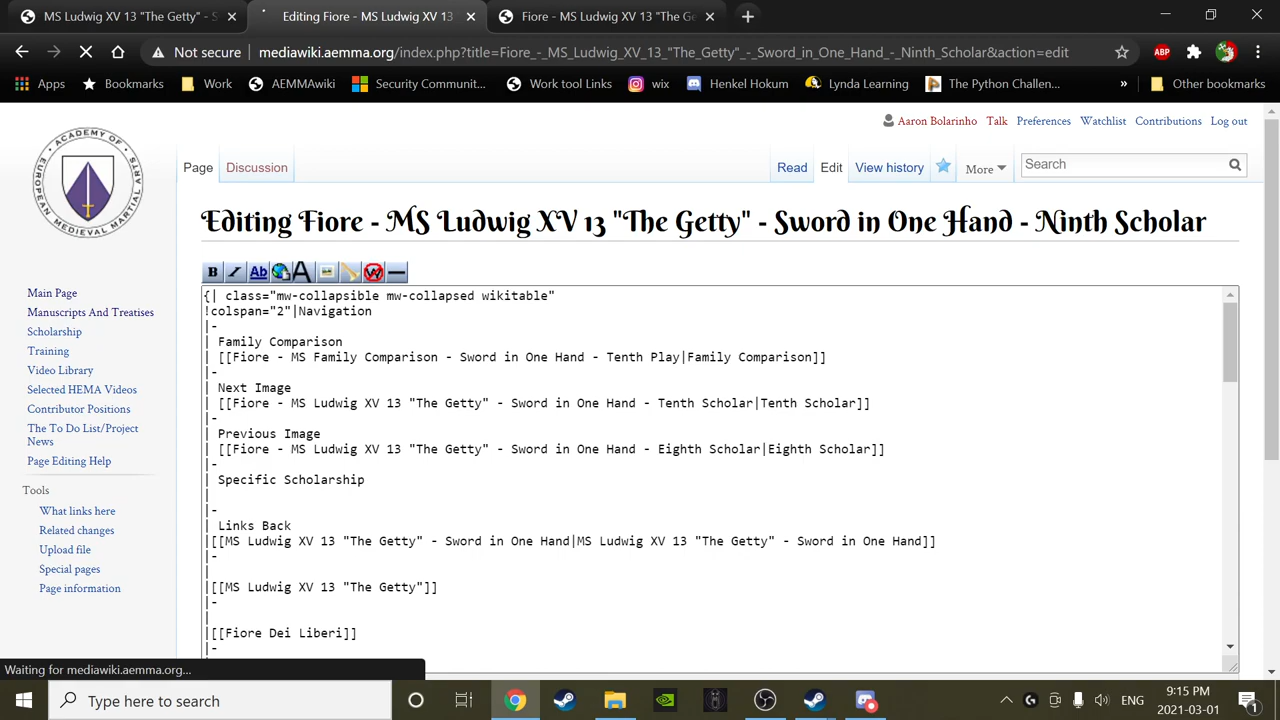 MS Ludwig XV 13 "The Getty" - S
Editing Fiore - MS Ludwig XV 13
Fiore - MS Ludwig XV 13 "The Ge
Not secure
mediawiki.aemma.org/index.php?title=Fiore_-_MS_Ludwig_XV_13_"The_Getty"_-_Sword_in_One_Hand_-_Ninth_Scholar&action=edit
ABP
Apps
Bookmarks
Work
AEMMAwiki
Security Communit...
Work tool Links
wix
Henkel Hokum
Lynda Learning
The Python Challen...
»
Other bookmarks
ACADEMY OF EUROPEAN MEDIEVAL MARTIAL ARTS
Aaron Bolarinho
Talk
Preferences
Watchlist
Contributions
Log out
Page
Discussion
Read
Edit
View history
More
Search
Editing Fiore - MS Ludwig XV 13 "The Getty" - Sword in One Hand - Ninth Scholar
B I Ab A W
{| class="mw-collapsible mw-collapsed wikitable"
!colspan="2"|Navigation
|-
| Family Comparison
| [[Fiore - MS Family Comparison - Sword in One Hand - Tenth Play|Family Comparison]]
|-
| Next Image
| [[Fiore - MS Ludwig XV 13 "The Getty" - Sword in One Hand - Tenth Scholar|Tenth Scholar]]
|-
| Previous Image
| [[Fiore - MS Ludwig XV 13 "The Getty" - Sword in One Hand - Eighth Scholar|Eighth Scholar]]
|-
| Specific Scholarship
|
|-
| Links Back
|[[MS Ludwig XV 13 "The Getty" - Sword in One Hand|MS Ludwig XV 13 "The Getty" - Sword in One Hand]]
|-
|
|[[MS Ludwig XV 13 "The Getty"]]
|-
|
|[[Fiore Dei Liberi]]
|-
Main Page
Manuscripts And Treatises
Scholarship
Training
Video Library
Selected HEMA Videos
Contributor Positions
The To Do List/Project
News
Page Editing Help
Tools
What links here
Related changes
Upload file
Special pages
Page information
Waiting for mediawiki.aemma.org...
Type here to search
ENG
9:15 PM
2021-03-01
1